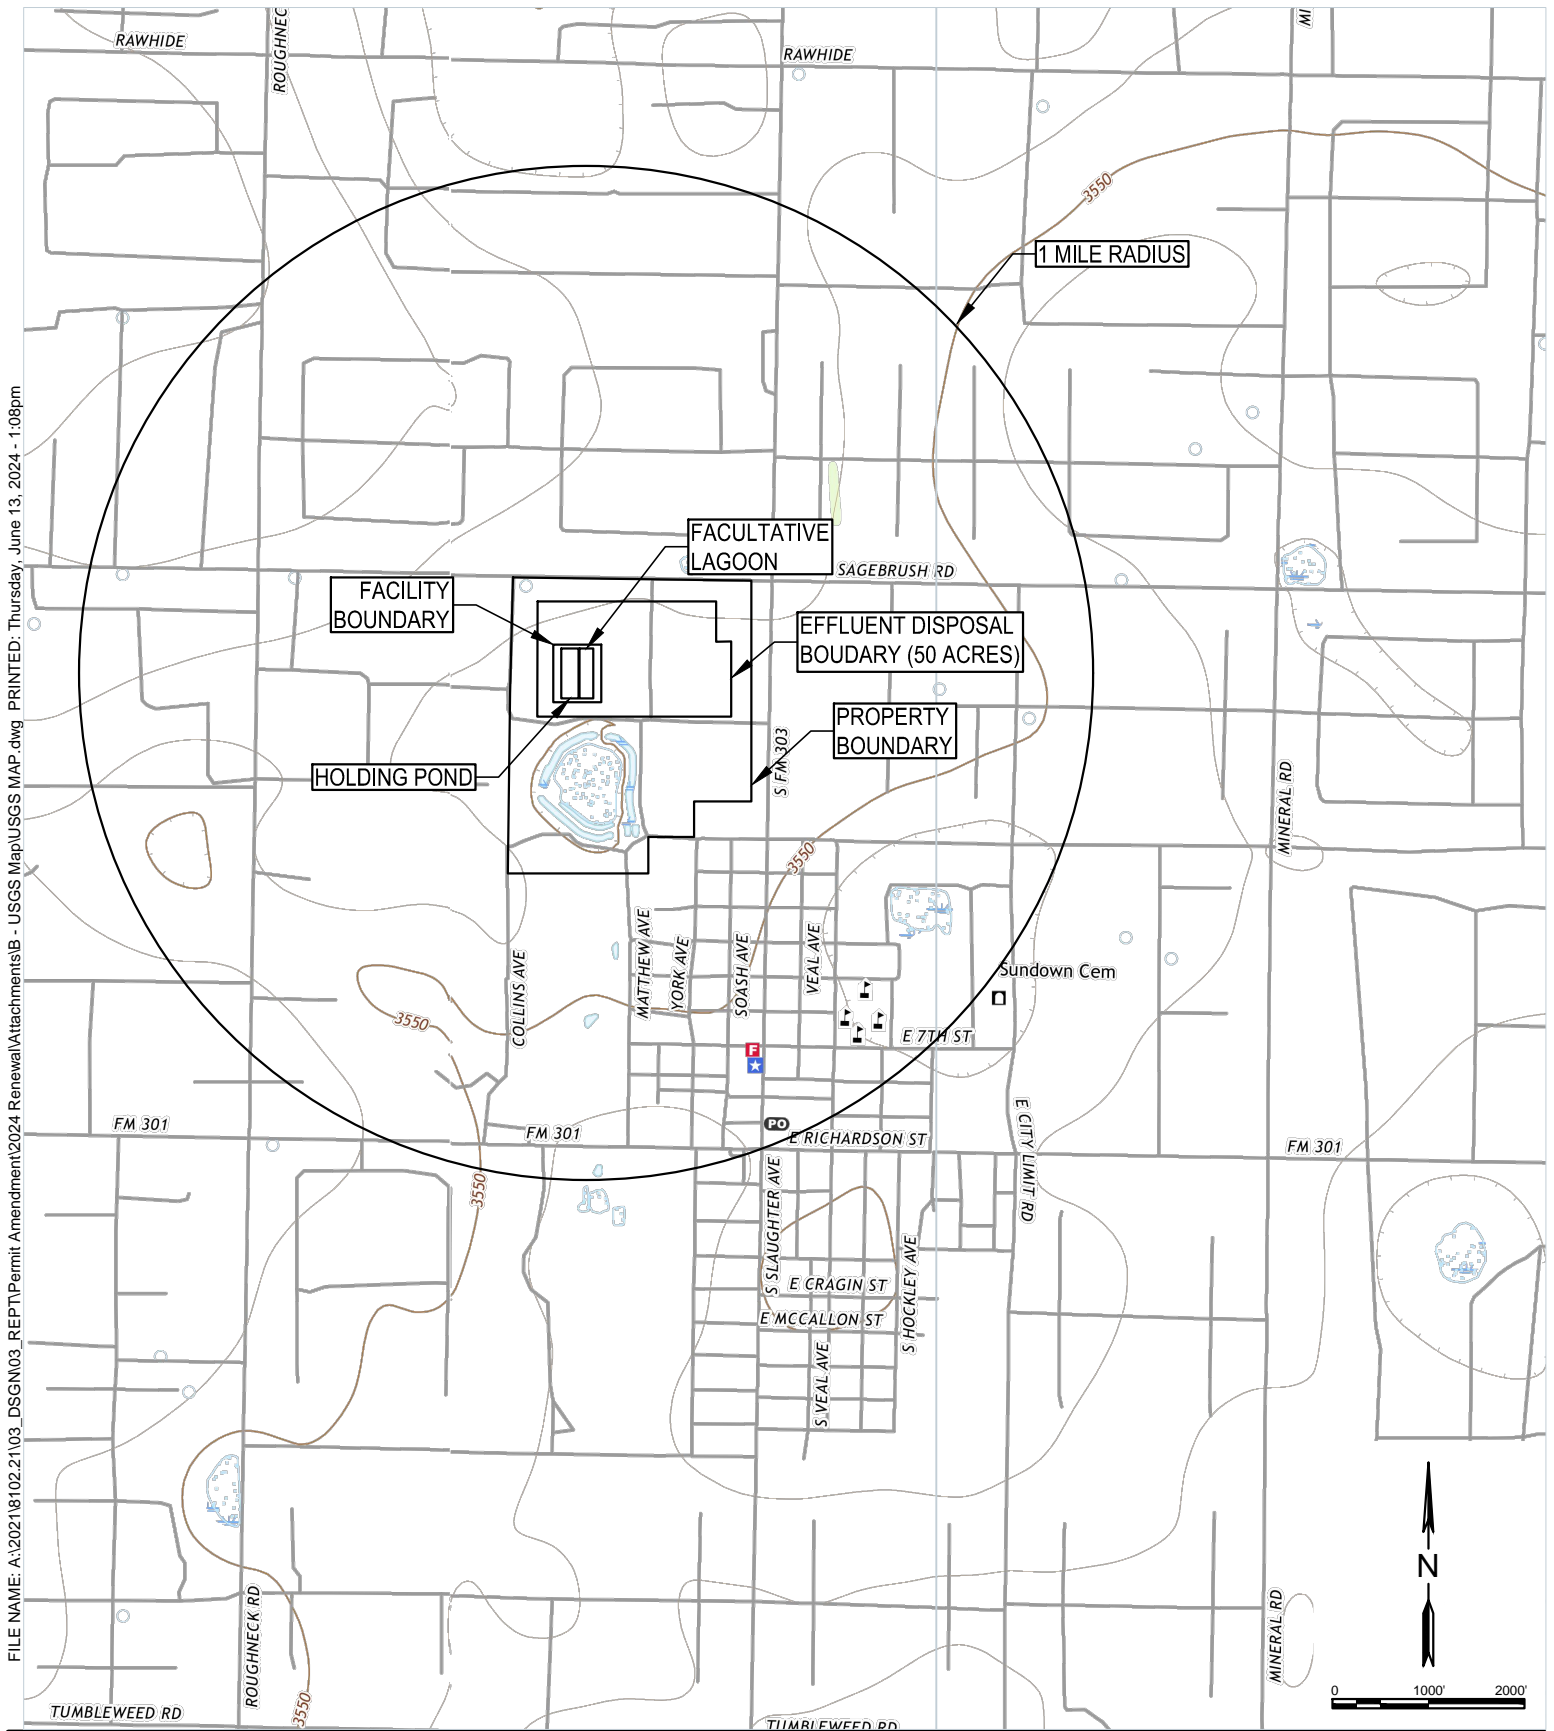 FILE NAME: A:\2021\8102.21\03_DSGN\03_REPT\Permit Amendment\2024 Renewal\Attachments\B - USGS Map\USGS MAP.dwg PRINTED: Thursday, June 13, 2024 - 1:08pm
RAWHIDE
ROUGHNEC
RAWHIDE
MI
3550
1 MILE RADIUS
FACULTATIVE
LAGOON
SAGEBRUSH RD
FACILITY
BOUNDARY
EFFLUENT DISPOSAL
BOUDARY (50 ACRES)
PROPERTY
BOUNDARY
S FM 303
HOLDING POND
MINERAL RD
3550
MATTHEW AVE
YORK AVE
SOASH AVE
VEAL AVE
COLLINS AVE
Sundown Cem
3550
E 7TH ST
F
PO
FM 301
FM 301
E RICHARDSON ST
E CITY LIMIT RD
FM 301
3550
S SLAUGHTER AVE
S HOCKLEY AVE
E CRAGIN ST
E MCCALLON ST
S VEAL AVE
N
ROUGHNECK RD
MINERAL RD
3550
0 1000' 2000'
TUMBLEWEED RD
TUMBLEWEED RD